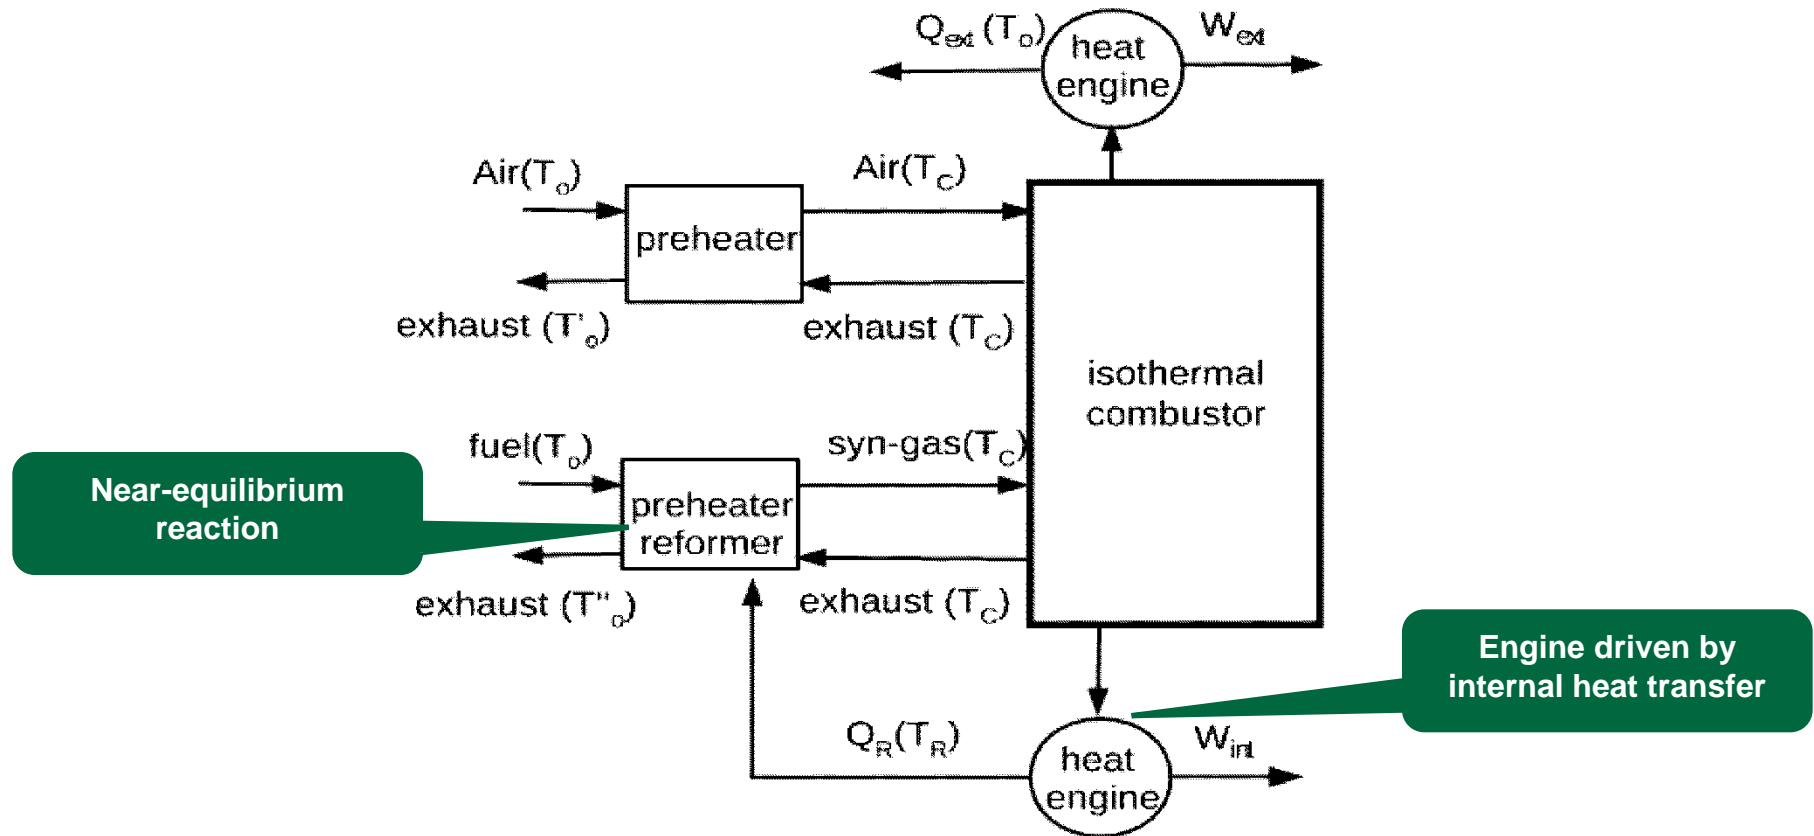 Q_ext (T_o)
W_ext
heat
engine
Air(T_o)
Air(T_C)
preheater
exhaust (T'_o)
exhaust (T_C)
isothermal
combustor
fuel(T_o)
syn-gas(T_C)
Near-equilibrium
reaction
preheater
reformer
exhaust (T"_o)
exhaust (T_C)
Engine driven by
internal heat transfer
Q_R(T_R)
W_int
heat
engine